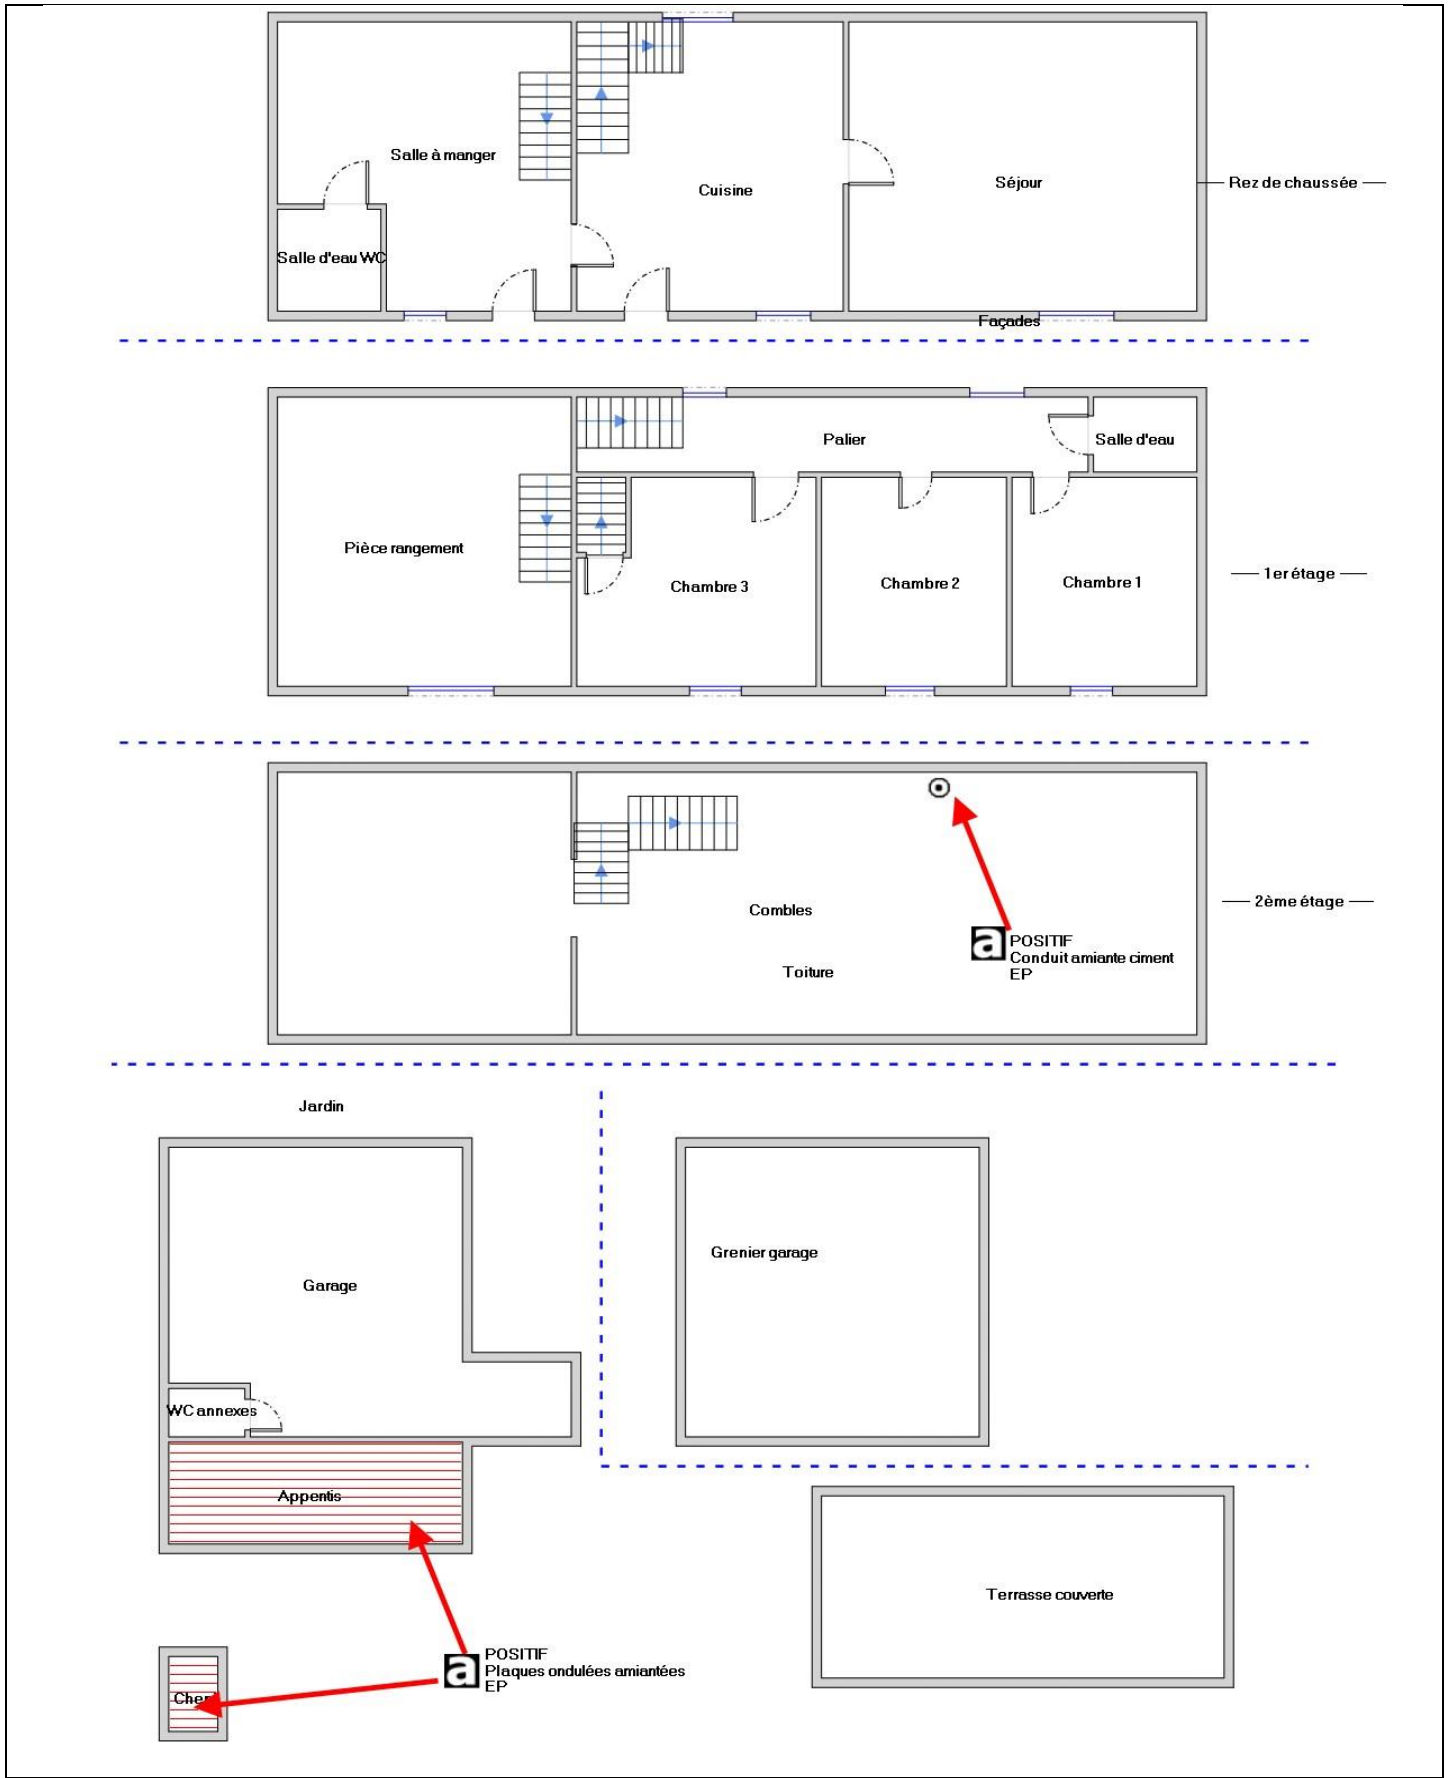 Salle à manger
Cuisine
Séjour
Rez de chaussée
Salle d'eau WC
Façades
Palier
Salle d'eau
Pièce rangement
Chambre 3
Chambre 2
Chambre 1
1er étage
Combles
2ème étage
a
POSITIF
Conduit amiante ciment
EP
Toiture
Jardin
Garage
Grenier garage
WC annexes
Appentis
Terrasse couverte
a
POSITIF
Plaques ondulées amiantées
EP